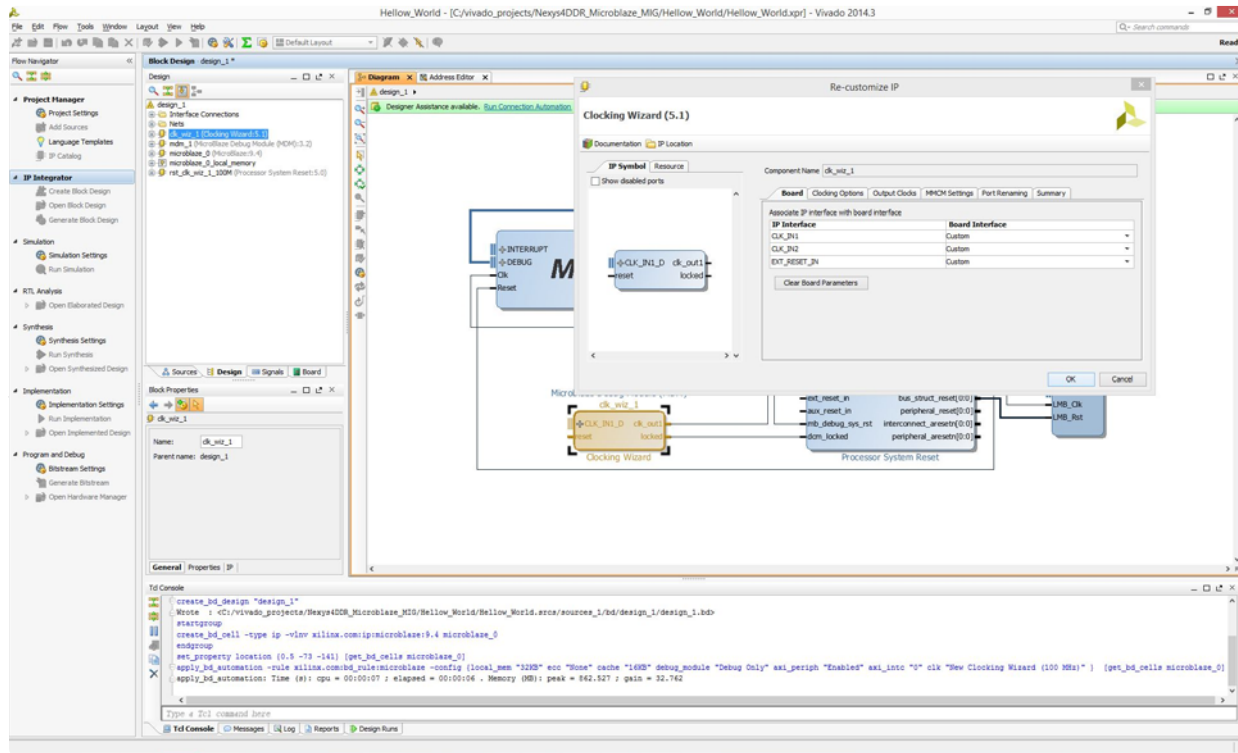 Hellow_World - [C:/vivado_projects/Nexys4DDR_Microblaze_MIG/Hellow_World/Hellow_World.xpr] - Vivado 2014.3
File Edit Flow Tools Window Layout View Help
Search commands
Default Layout
Ready
Flow Navigator
Project Manager
Project Settings
Add Sources
Language Templates
IP Catalog
IP Integrator
Create Block Design
Open Block Design
Generate Block Design
Simulation
Simulation Settings
Run Simulation
RTL Analysis
Open Elaborated Design
Synthesis
Synthesis Settings
Run Synthesis
Open Synthesized Design
Implementation
Implementation Settings
Run Implementation
Open Implemented Design
Program and Debug
Bitstream Settings
Generate Bitstream
Open Hardware Manager
Block Design - design_1 *
Design
design_1
Interface Connections
Nets
clk_wiz_1 (Clocking Wizard:5.1)
mdm_1 (MicroBlaze Debug Module (MDM):3.2)
microblaze_0 (MicroBlaze:9.4)
microblaze_0_local_memory
rst_clk_wiz_1_100M (Processor System Reset:5.0)
Sources Design Signals Board
Block Properties
clk_wiz_1
Name: clk_wiz_1
Parent name: design_1
General Properties IP
Diagram Address Editor
design_1
Designer Assistance available. Run Connection Automation
INTERRUPT
DEBUG
Clk
Reset
M
clk_wiz_1
CLK_IN1_D clk_out1
reset locked
Clocking Wizard
ext_reset_in bus_struct_reset[0:0]
aux_reset_in peripheral_reset[0:0]
mb_debug_sys_rst interconnect_aresetn[0:0]
dcm_locked peripheral_aresetn[0:0]
Processor System Reset
LMB_Clk
LMB_Rst
Re-customize IP
Clocking Wizard (5.1)
Documentation IP Location
IP Symbol Resource
Show disabled ports
CLK_IN1_D clk_out1
reset locked
Component Name clk_wiz_1
Board Clocking Options Output Clocks MMCM Settings Port Renaming Summary
Associate IP interface with board interface
IP Interface Board Interface
CLK_IN1 Custom
CLK_IN2 Custom
EXT_RESET_IN Custom
Clear Board Parameters
OK Cancel
Tcl Console
create_bd_design "design_1"
Wrote : <C:/vivado_projects/Nexys4DDR_Microblaze_MIG/Hellow_World/Hellow_World.srcs/sources_1/bd/design_1/design_1.bd>
startgroup
create_bd_cell -type ip -vlnv xilinx.com:ip:microblaze:9.4 microblaze_0
endgroup
set_property location {0.5 -73 -141} [get_bd_cells microblaze_0]
apply_bd_automation -rule xilinx.com:bd_rule:microblaze -config {local_mem "32KB" ecc "None" cache "16KB" debug_module "Debug Only" axi_periph "Enabled" axi_intc "0" clk "New Clocking Wizard (100 MHz)" } [get_bd_cells microblaze_0]
apply_bd_automation: Time (s): cpu = 00:00:07 ; elapsed = 00:00:06 . Memory (MB): peak = 862.527 ; gain = 32.762
Type a Tcl command here
Tcl Console Messages Log Reports Design Runs